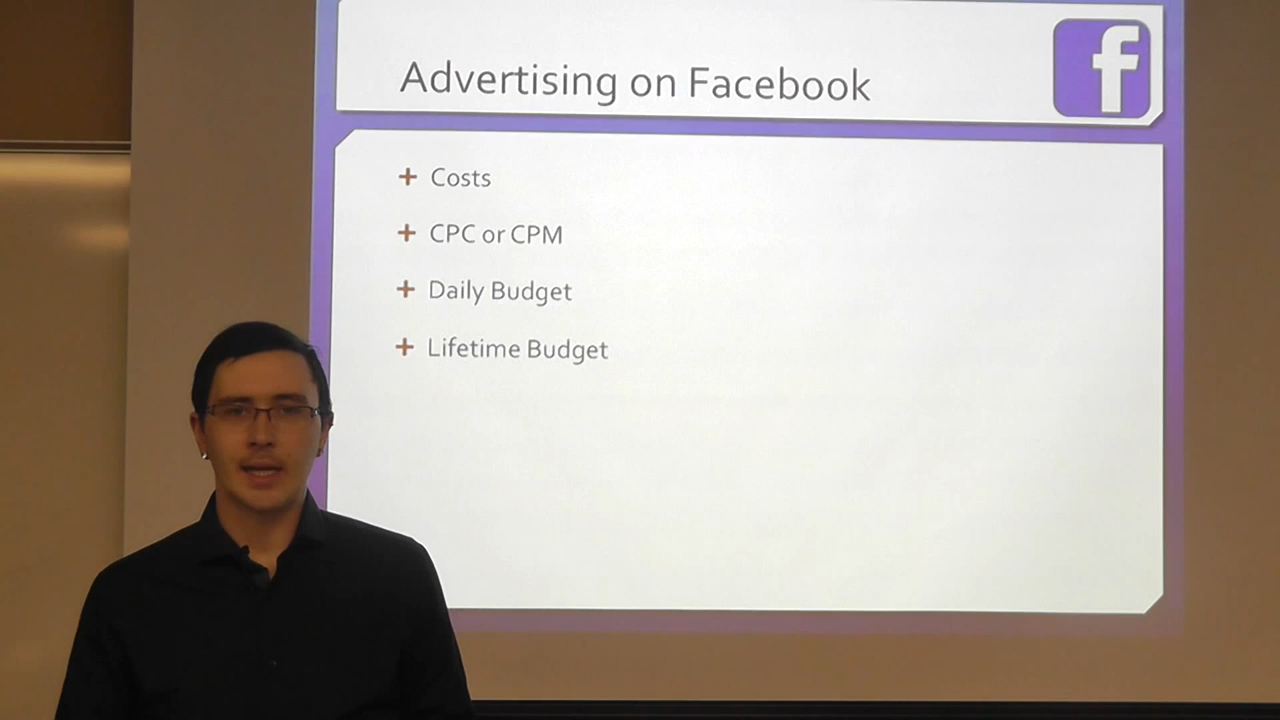 Advertising on Facebook
f
Costs
CPC or CPM
Daily Budget
Lifetime Budget